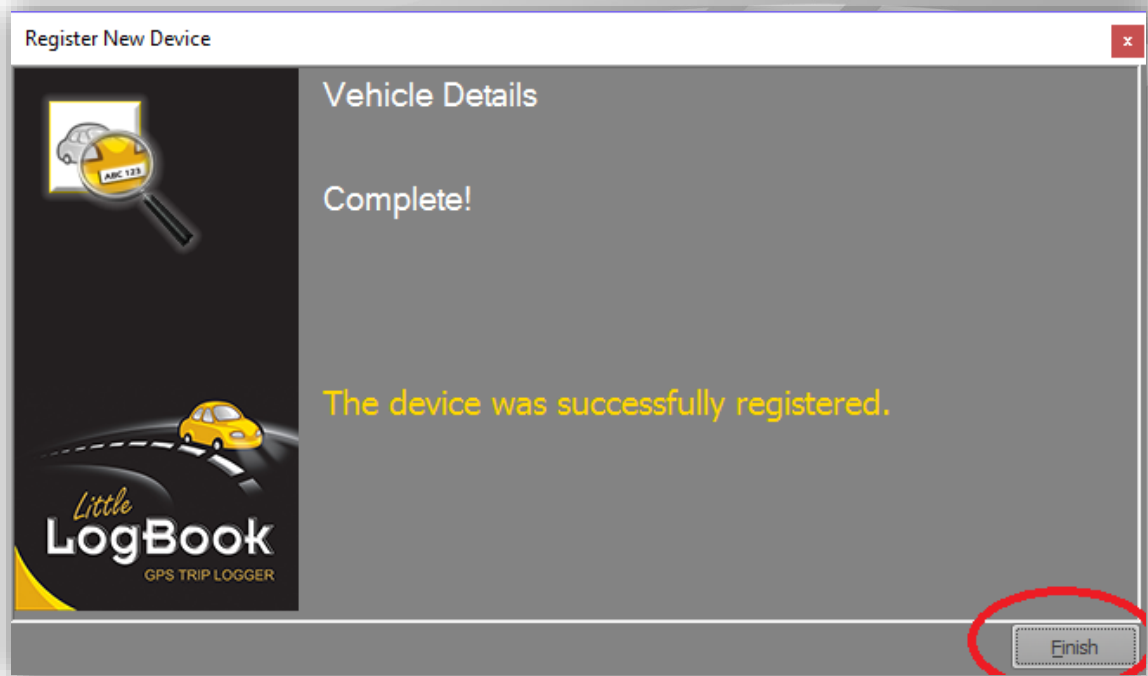 Register New Device
x
Vehicle Details
ABC 123
Complete!
The device was successfully registered.
Little
LogBook
GPS TRIP LOGGER
Finish